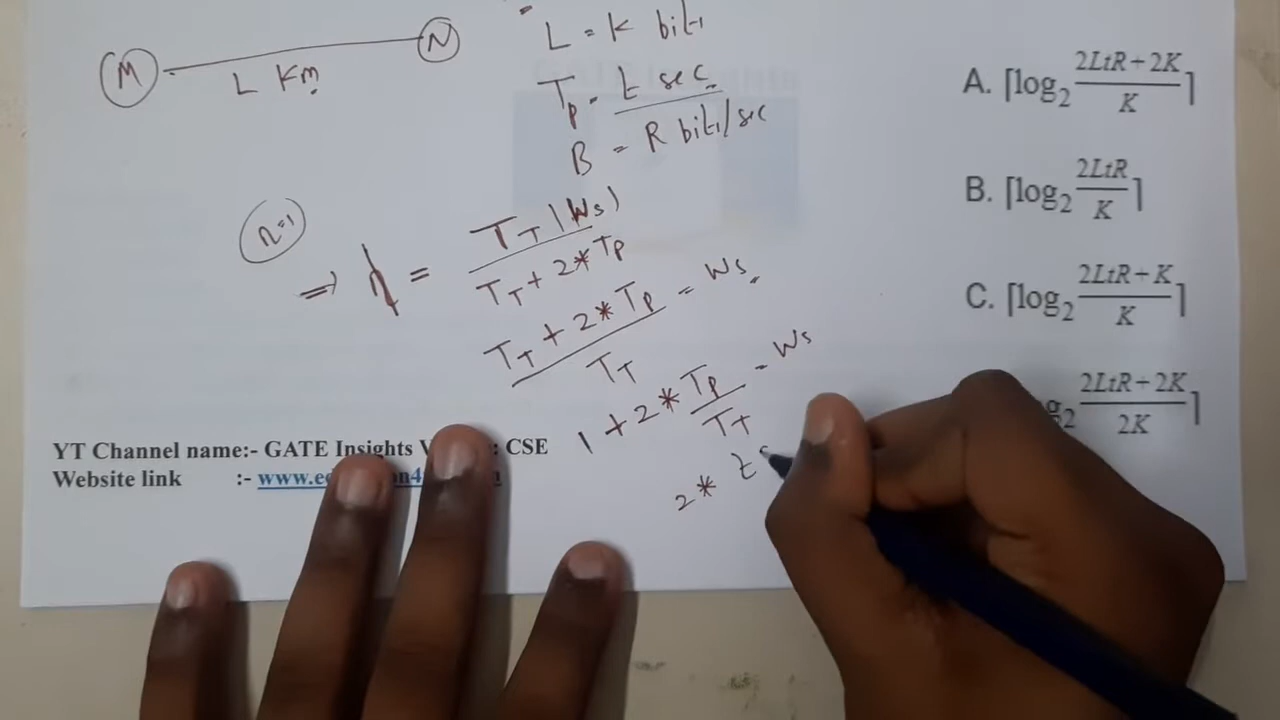 M N
L Km
L = K bits
Tp = t sec
B = R bits/sec
n=1
⇒ η = TT (Ws) / TT + 2*TP
TT + 2*TP / TT = Ws
1 + 2*TP / TT = Ws
2* t
A. ⌈log2 2LtR+2K / K⌉
B. ⌈log2 2LtR / K⌉
C. ⌈log2 2LtR+K / K⌉
2LtR+2K / 2K⌉
YT Channel name:- GATE Insights : CSE
Website link :- www.